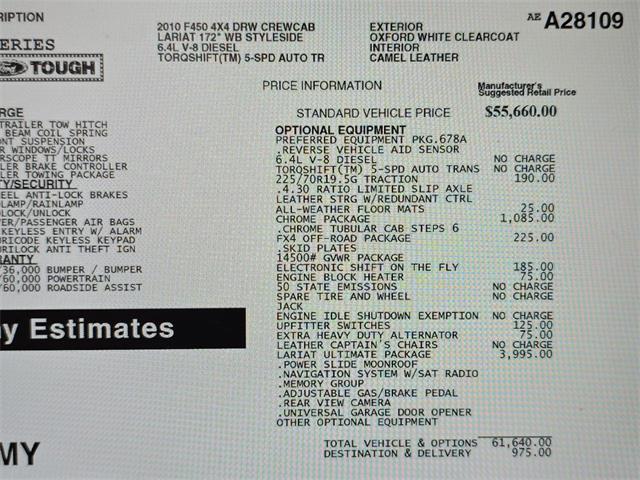 RIPTION
2010 F450 4X4 DRW CREWCAB
LARIAT 172" WB STYLESIDE
6.4L V-8 DIESEL
TORQSHIFT(TM) 5-SPD AUTO TR
EXTERIOR
OXFORD WHITE CLEARCOAT
INTERIOR
CAMEL LEATHER
AE A28109
ERIES
TOUGH
PRICE INFORMATION
Manufacturer's
Suggested Retail Price
STANDARD VEHICLE PRICE $55,660.00
RGE
TRAILER TOW HITCH
BEAM COIL SPRING
ONT SUSPENSION
R WINDOWS/LOCKS
ERSCOPE TT MIRRORS
LER BRAKE CONTROLLER
LER TOWING PACKAGE
TY/SECURITY
EEL ANTI-LOCK BRAKES
LAMP/RAINLAMP
LOCK/UNLOCK
ER/PASSENGER AIR BAGS
KEYLESS ENTRY W/ ALARM
URICODE KEYLESS KEYPAD
URILOCK ANTI THEFT IGN
RANTY
/36,000 BUMPER / BUMPER
/60,000 POWERTRAIN
/60,000 ROADSIDE ASSIST
OPTIONAL EQUIPMENT
PREFERRED EQUIPMENT PKG.678A
.REVERSE VEHICLE AID SENSOR
6.4L V-8 DIESEL NO CHARGE
TORQSHIFT(TM) 5-SPD AUTO TRANS NO CHARGE
225/70R19.5G TRACTION 190.00
.4.30 RATIO LIMITED SLIP AXLE
LEATHER STRG W/REDUNDANT CTRL
ALL-WEATHER FLOOR MATS 25.00
CHROME PACKAGE 1,085.00
.CHROME TUBULAR CAB STEPS 6
FX4 OFF-ROAD PACKAGE 225.00
.SKID PLATES
14500# GVWR PACKAGE
ELECTRONIC SHIFT ON THE FLY 185.00
ENGINE BLOCK HEATER 75.00
50 STATE EMISSIONS NO CHARGE
SPARE TIRE AND WHEEL NO CHARGE
JACK
ENGINE IDLE SHUTDOWN EXEMPTION NO CHARGE
UPFITTER SWITCHES 125.00
EXTRA HEAVY DUTY ALTERNATOR 75.00
LEATHER CAPTAIN'S CHAIRS NO CHARGE
LARIAT ULTIMATE PACKAGE 3,995.00
.POWER SLIDE MOONROOF
.NAVIGATION SYSTEM W/SAT RADIO
.MEMORY GROUP
.ADJUSTABLE GAS/BRAKE PEDAL
.REAR VIEW CAMERA
.UNIVERSAL GARAGE DOOR OPENER
OTHER OPTIONAL EQUIPMENT
TOTAL VEHICLE & OPTIONS 61,640.00
DESTINATION & DELIVERY 975.00
y Estimates
MY